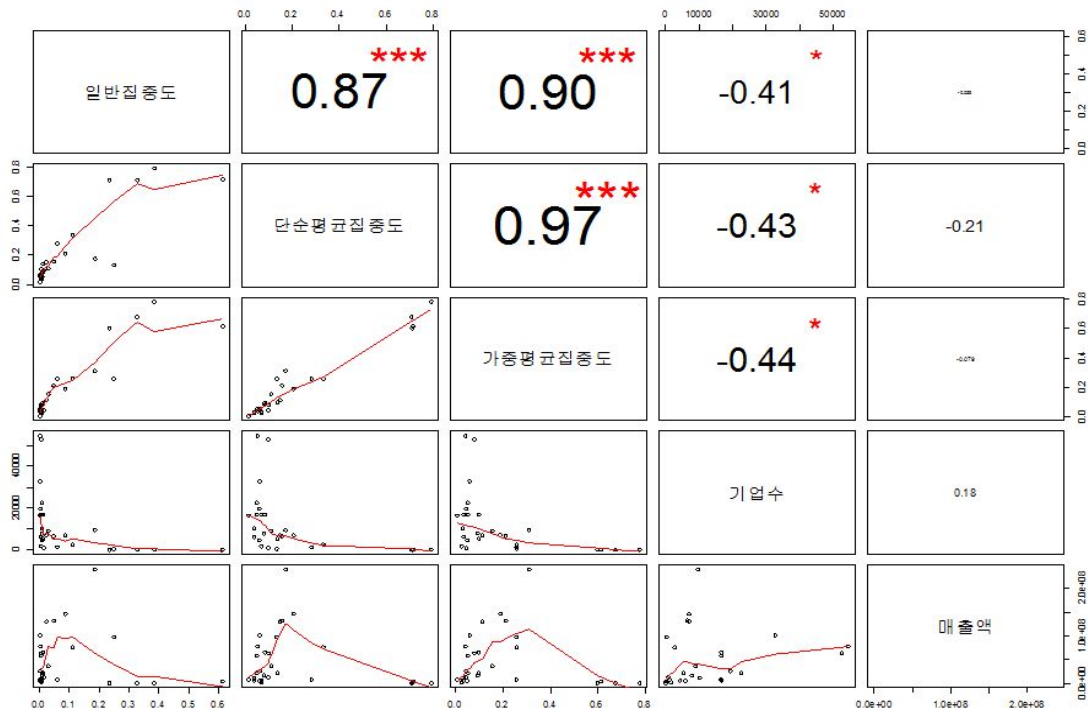 0.0 0.2 0.4 0.6 0.8 0 10000 30000 50000
일반집중도 0.87 *** 0.90 *** -0.41 * 0.0 0.2 0.4 0.6
0.0 0.2 0.4 0.6 0.8 단순평균집중도 0.97 *** -0.43 * -0.21
가중평균집중도 -0.44 * -0.079 0.0 0.2 0.4 0.6 0.8
0 20000 40000 기업수 0.18
매출액 0.0e+00 1.0e+08 2.0e+08
0.0 0.1 0.2 0.3 0.4 0.5 0.6 0.0 0.2 0.4 0.6 0.8 0.0e+00 1.0e+08 2.0e+08